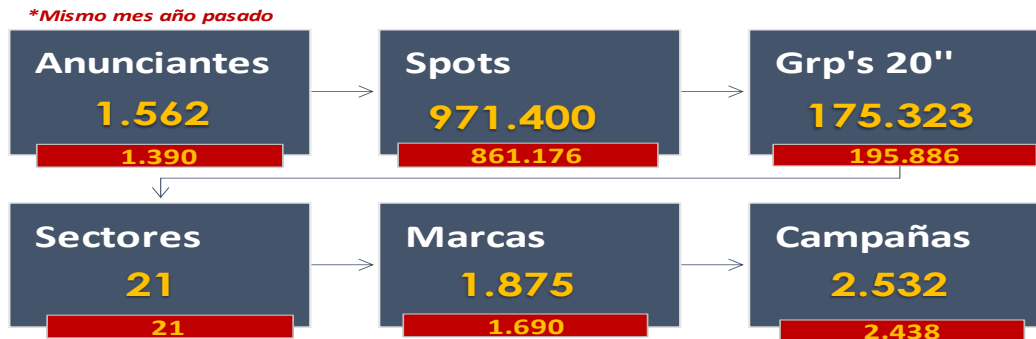 *Mismo mes año pasado
Anunciantes
1.562
1.390
Spots
971.400
861.176
Grp's 20''
175.323
195.886
Sectores
21
21
Marcas
1.875
1.690
Campañas
2.532
2.438